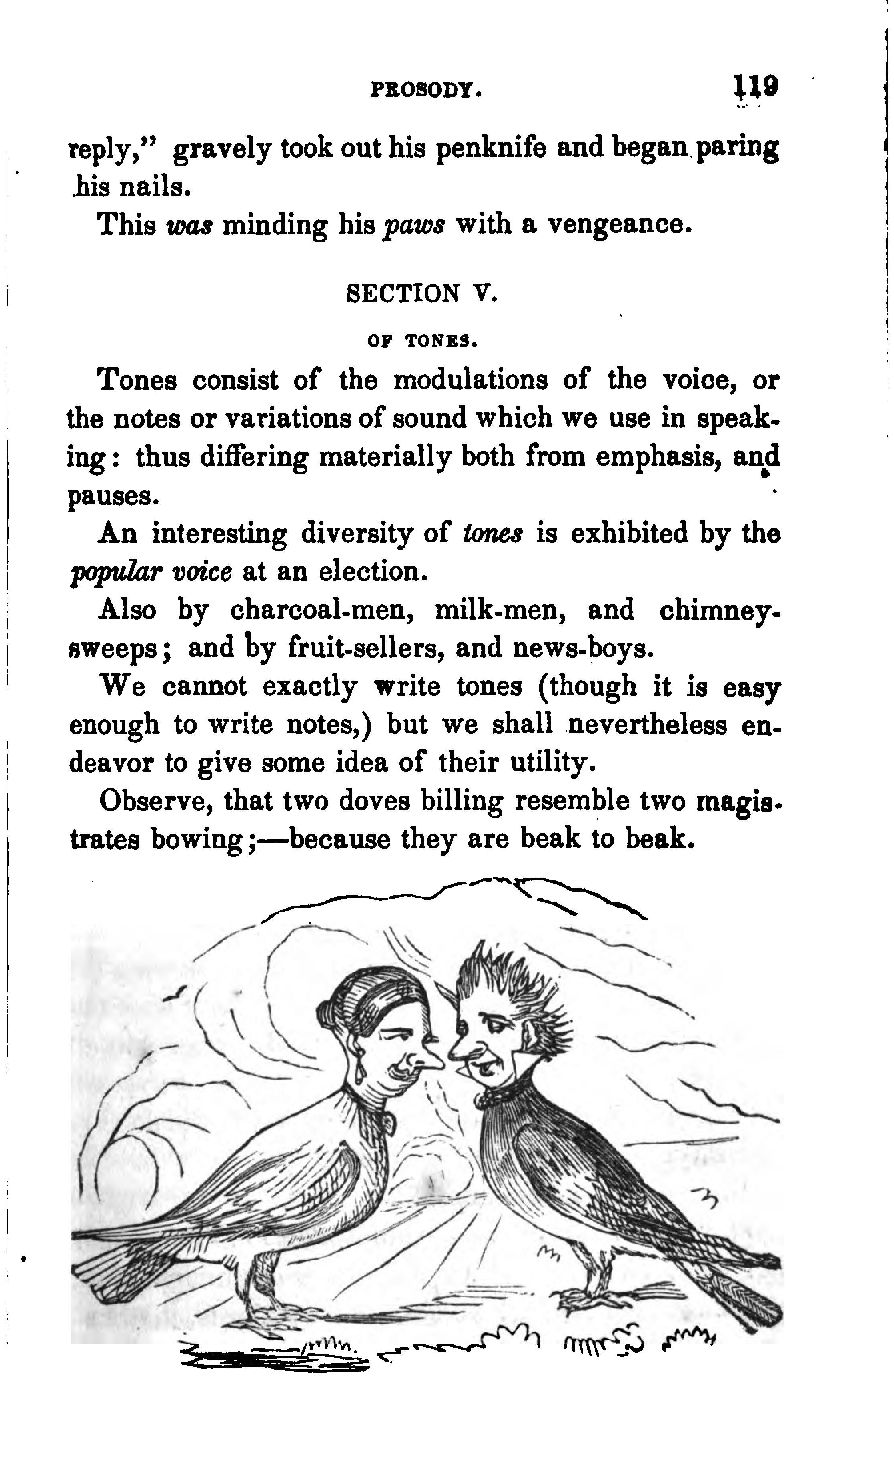 PROSODY. 119
reply,” gravely took out his penknife and began paring
his nails.
This was minding his paws with a vengeance.
SECTION V.
OF TONES.
Tones consist of the modulations of the voice, or
the notes or variations of sound which we use in speak-
ing: thus differing materially both from emphasis, and
pauses.
An interesting diversity of tones is exhibited by the
popular voice at an election.
Also by charcoal-men, milk-men, and chimney-
sweeps; and by fruit-sellers, and news-boys.
We cannot exactly write tones (though it is easy
enough to write notes,) but we shall nevertheless en-
deavor to give some idea of their utility.
Observe, that two doves billing resemble two magis-
trates bowing;—because they are beak to beak.